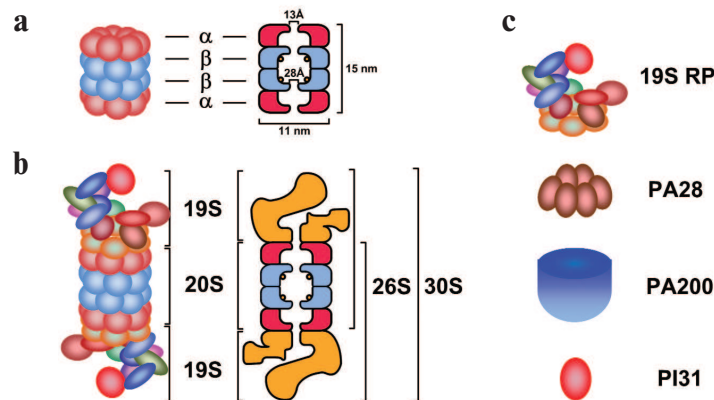 a
α
β
β
α
13Å
28Å
15 nm
11 nm
b
19S
20S
19S
26S
30S
c
19S RP
PA28
PA200
PI31